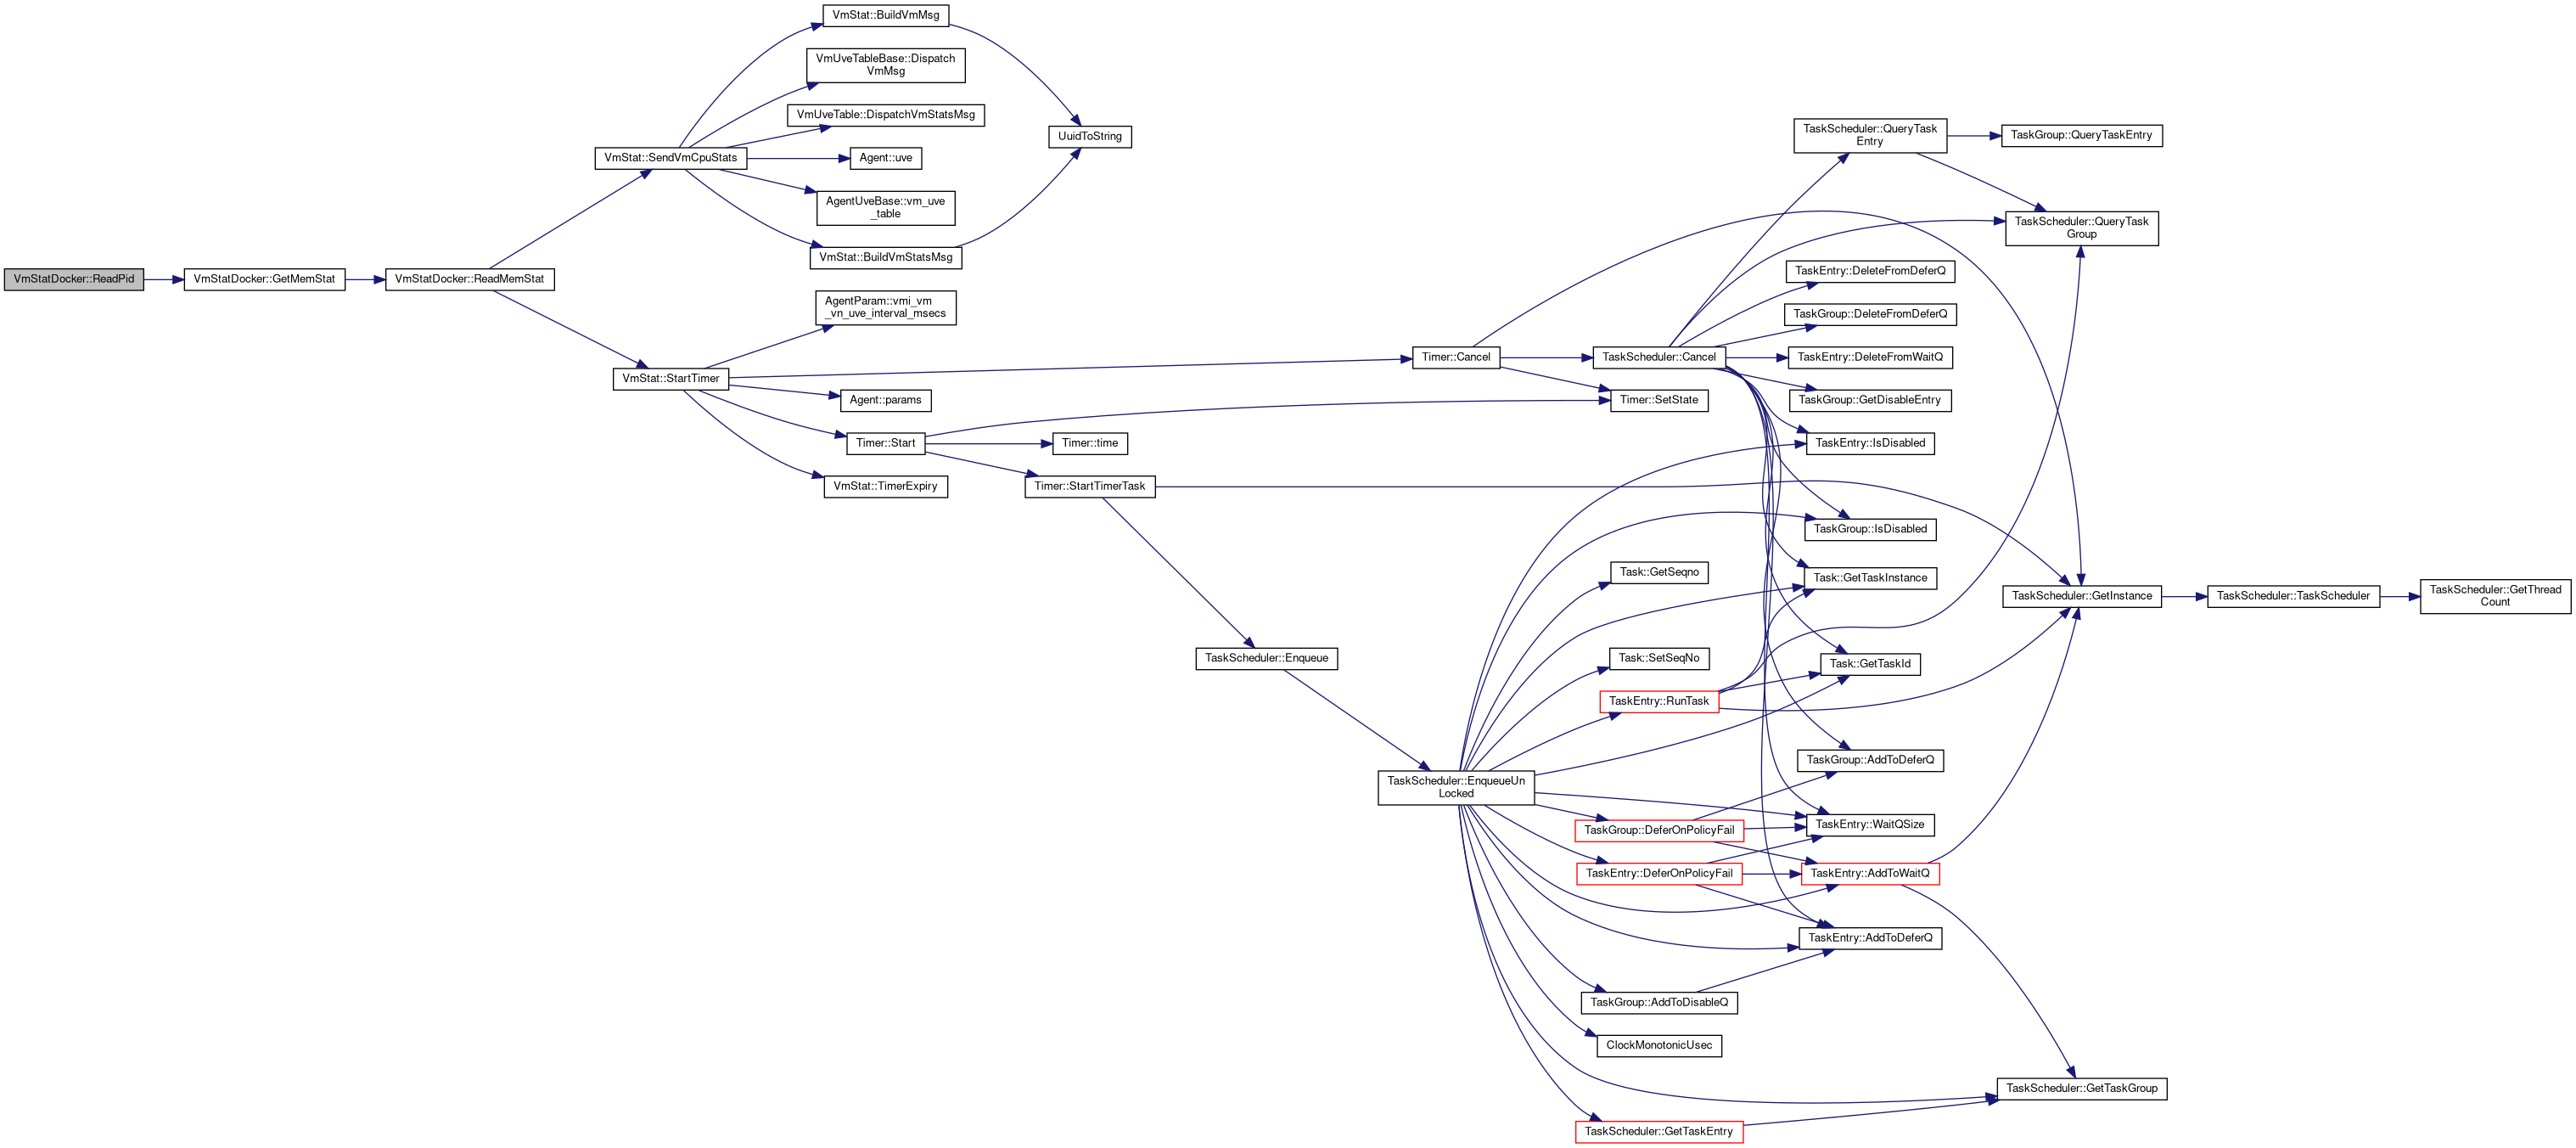 VmStatDocker::ReadPid
VmStatDocker::GetMemStat
VmStatDocker::ReadMemStat
VmStat::SendVmCpuStats
VmStat::StartTimer
VmStat::BuildVmMsg
VmUveTableBase::Dispatch
VmMsg
VmUveTable::DispatchVmStatsMsg
Agent::uve
AgentUveBase::vm_uve
_table
VmStat::BuildVmStatsMsg
AgentParam::vmi_vm
_vn_uve_interval_msecs
Agent::params
Timer::Start
VmStat::TimerExpiry
UuidToString
Timer::time
Timer::StartTimerTask
TaskScheduler::Enqueue
Timer::Cancel
TaskScheduler::EnqueueUn
Locked
TaskScheduler::Cancel
Timer::SetState
Task::GetSeqno
Task::SetSeqNo
TaskEntry::RunTask
TaskGroup::DeferOnPolicyFail
TaskEntry::DeferOnPolicyFail
TaskGroup::AddToDisableQ
ClockMonotonicUsec
TaskScheduler::GetTaskEntry
TaskScheduler::QueryTask
Entry
TaskEntry::DeleteFromDeferQ
TaskGroup::DeleteFromDeferQ
TaskEntry::DeleteFromWaitQ
TaskGroup::GetDisableEntry
TaskEntry::IsDisabled
TaskGroup::IsDisabled
Task::GetTaskInstance
Task::GetTaskId
TaskGroup::AddToDeferQ
TaskEntry::WaitQSize
TaskEntry::AddToWaitQ
TaskEntry::AddToDeferQ
TaskGroup::QueryTaskEntry
TaskScheduler::QueryTask
Group
TaskScheduler::GetInstance
TaskScheduler::GetTaskGroup
TaskScheduler::TaskScheduler
TaskScheduler::GetThread
Count